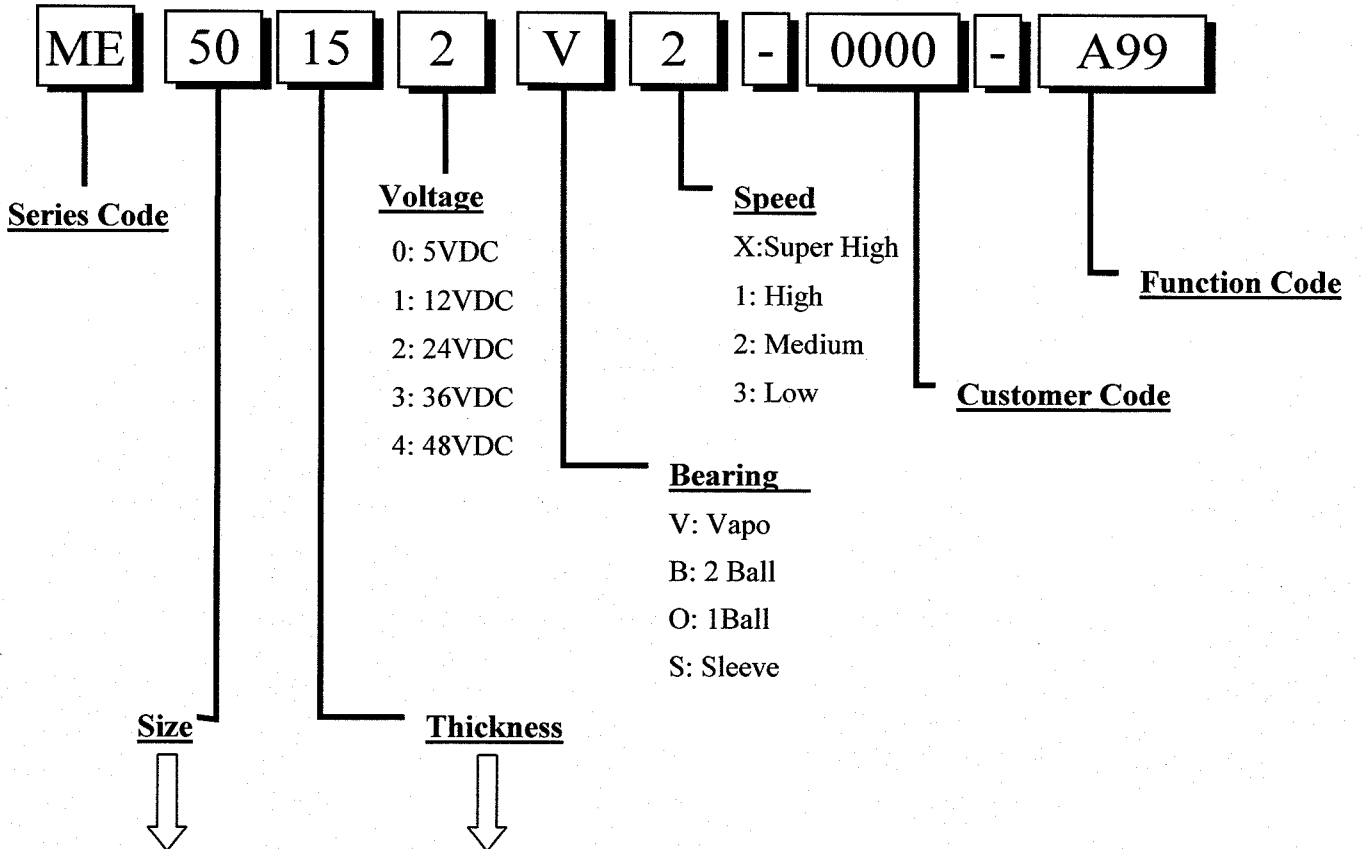 ME 50 15 2 V 2 - 0000 - A99
Series Code
Voltage
0: 5VDC
1: 12VDC
2: 24VDC
3: 36VDC
4: 48VDC
Speed
X:Super High
1: High
2: Medium
3: Low
Function Code
Customer Code
Bearing
V: Vapo
B: 2 Ball
O: 1Ball
S: Sleeve
Size
Thickness